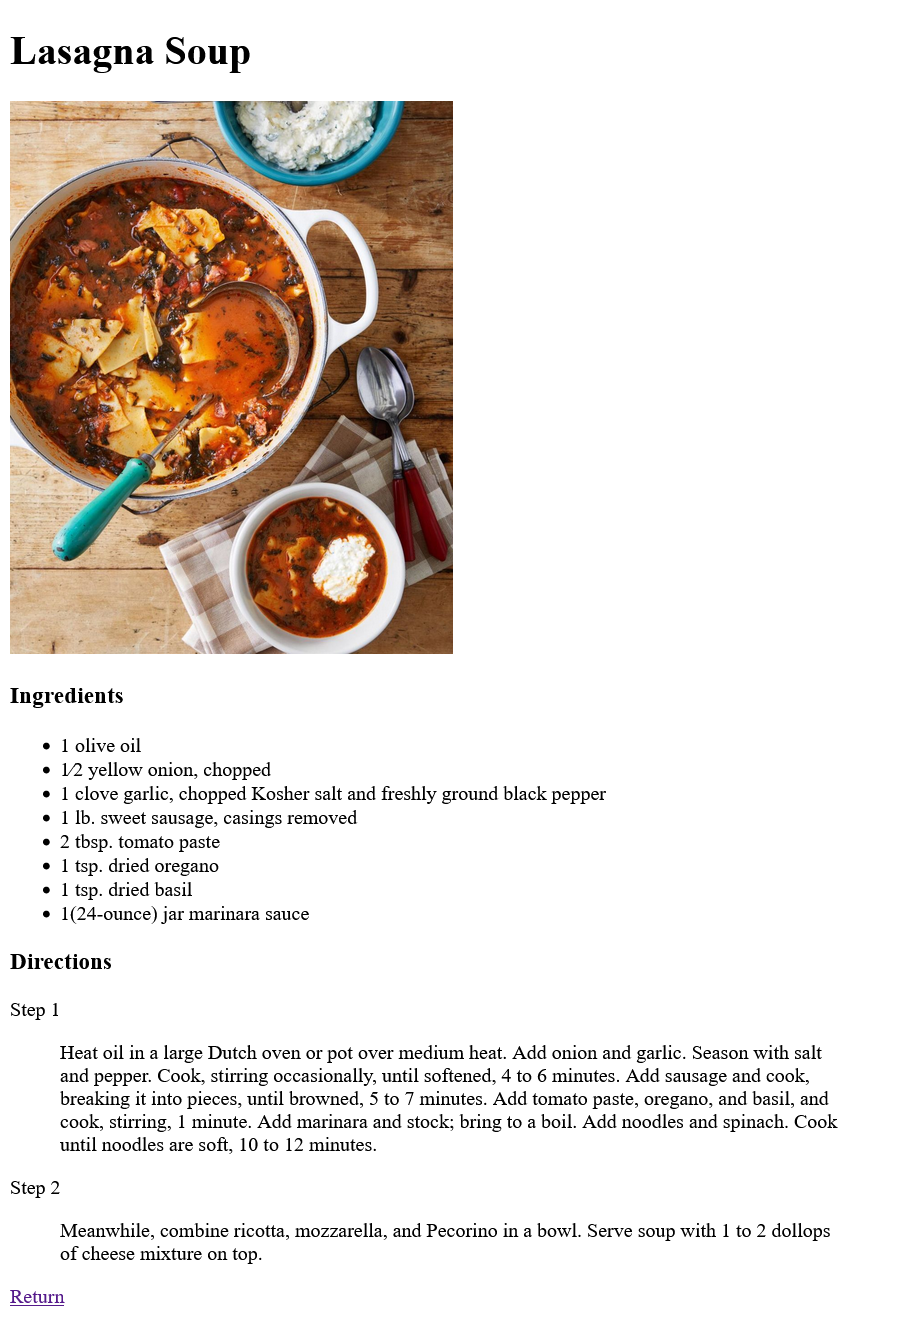 Lasagna Soup
Ingredients
1 olive oil
1⁄2 yellow onion, chopped
1 clove garlic, chopped Kosher salt and freshly ground black pepper
1 lb. sweet sausage, casings removed
2 tbsp. tomato paste
1 tsp. dried oregano
1 tsp. dried basil
1(24-ounce) jar marinara sauce
Directions
Step 1
Heat oil in a large Dutch oven or pot over medium heat. Add onion and garlic. Season with salt
and pepper. Cook, stirring occasionally, until softened, 4 to 6 minutes. Add sausage and cook,
breaking it into pieces, until browned, 5 to 7 minutes. Add tomato paste, oregano, and basil, and
cook, stirring, 1 minute. Add marinara and stock; bring to a boil. Add noodles and spinach. Cook
until noodles are soft, 10 to 12 minutes.
Step 2
Meanwhile, combine ricotta, mozzarella, and Pecorino in a bowl. Serve soup with 1 to 2 dollops
of cheese mixture on top.
Return